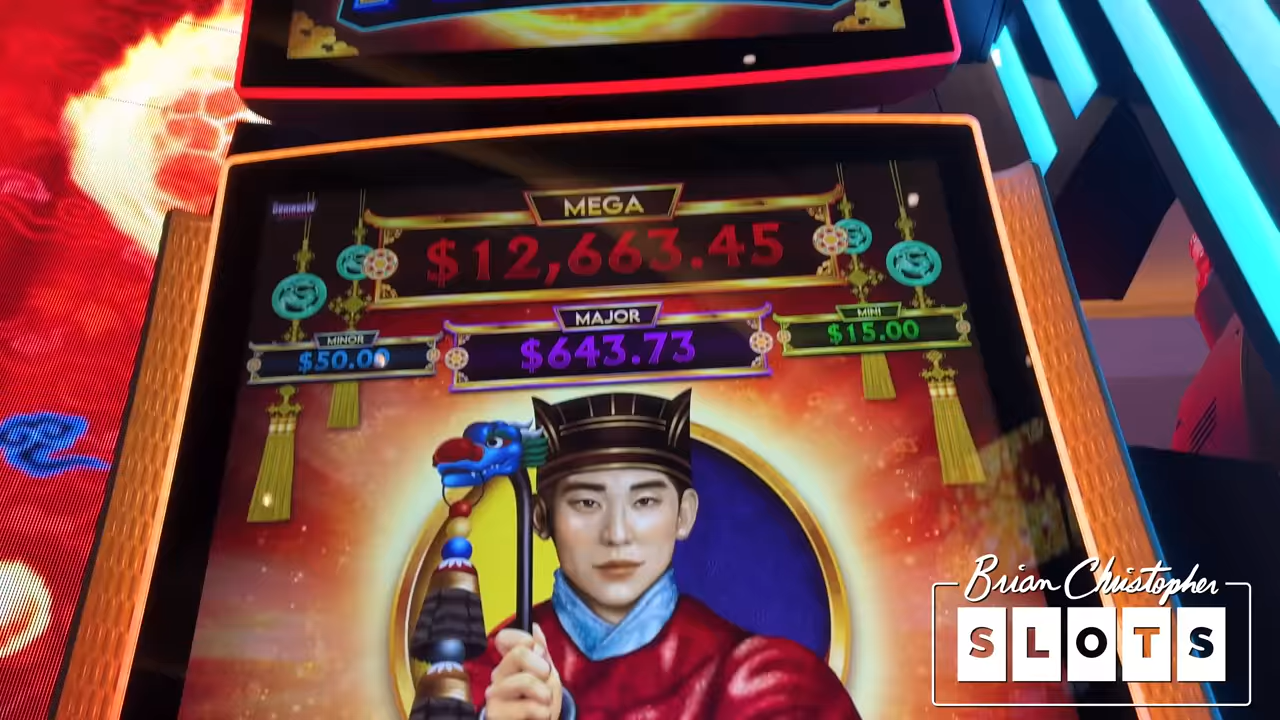 MEGA
$12,663.45
MAJOR
$643.73
MINOR
$50.00
MINI
$15.00
Brian Christopher
SLOTS